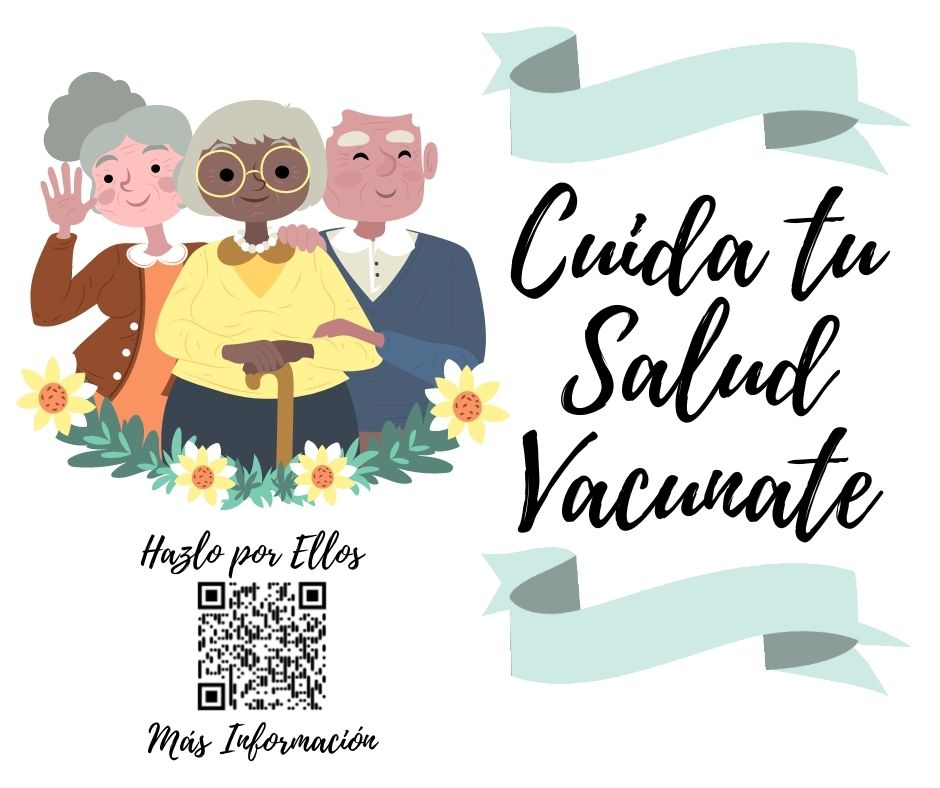 Cuida tu
Salud
Vacunate
Hazlo por Ellos
Más Información